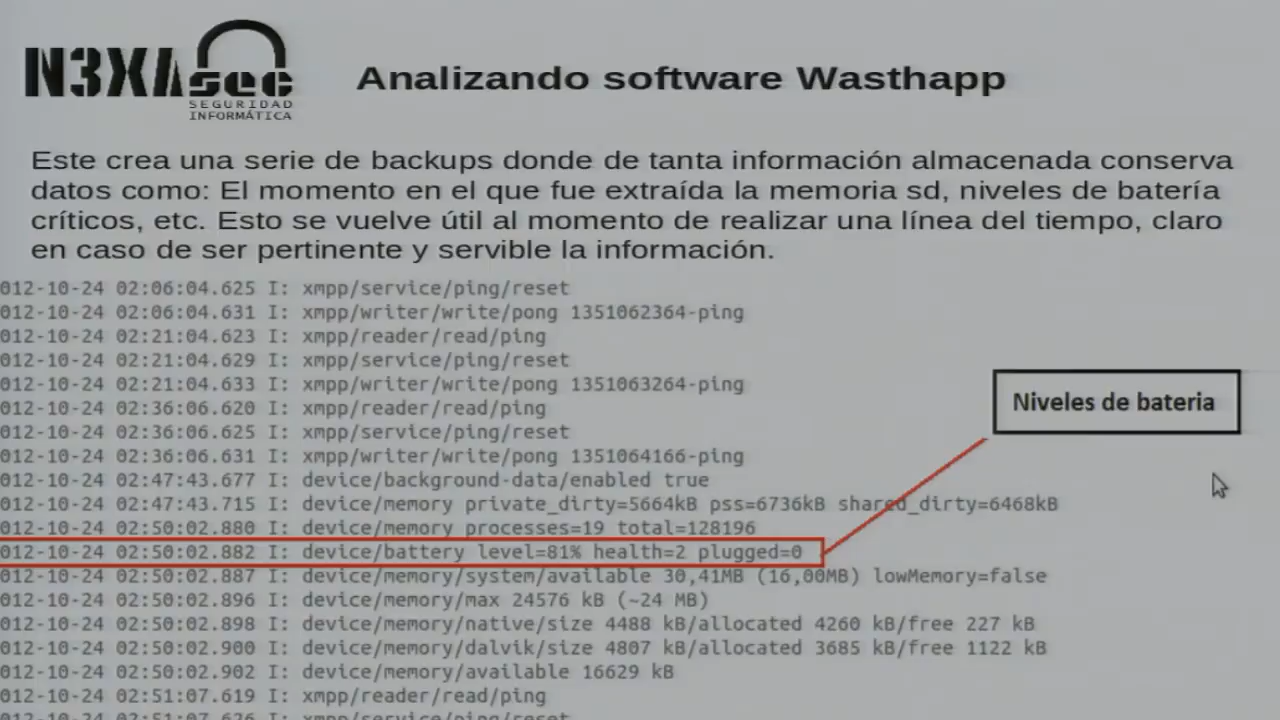 N3XAsec
SEGURIDAD
INFORMÁTICA
Analizando software Wasthapp
Este crea una serie de backups donde de tanta información almacenada conserva
datos como: El momento en el que fue extraída la memoria sd, niveles de batería
críticos, etc. Esto se vuelve útil al momento de realizar una línea del tiempo, claro
en caso de ser pertinente y servible la información.
012-10-24 02:06:04.625 I: xmpp/service/ping/reset
012-10-24 02:06:04.631 I: xmpp/writer/write/pong 1351062364-ping
012-10-24 02:21:04.623 I: xmpp/reader/read/ping
012-10-24 02:21:04.629 I: xmpp/service/ping/reset
012-10-24 02:21:04.633 I: xmpp/writer/write/pong 1351063264-ping
012-10-24 02:36:06.620 I: xmpp/reader/read/ping
012-10-24 02:36:06.625 I: xmpp/service/ping/reset
012-10-24 02:36:06.631 I: xmpp/writer/write/pong 1351064166-ping
012-10-24 02:47:43.677 I: device/background-data/enabled true
012-10-24 02:47:43.715 I: device/memory private_dirty=5664kB pss=6736kB shared_dirty=6468kB
012-10-24 02:50:02.880 I: device/memory processes=19 total=128196
012-10-24 02:50:02.882 I: device/battery level=81% health=2 plugged=0
012-10-24 02:50:02.887 I: device/memory/system/available 30,41MB (16,00MB) lowMemory=false
012-10-24 02:50:02.896 I: device/memory/max 24576 kB (~24 MB)
012-10-24 02:50:02.898 I: device/memory/native/size 4488 kB/allocated 4260 kB/free 227 kB
012-10-24 02:50:02.900 I: device/memory/dalvik/size 4807 kB/allocated 3685 kB/free 1122 kB
012-10-24 02:50:02.902 I: device/memory/available 16629 kB
012-10-24 02:51:07.619 I: xmpp/reader/read/ping
012-10-24 02:51:07.626 I: xmpp/service/ping/reset
Niveles de bateria